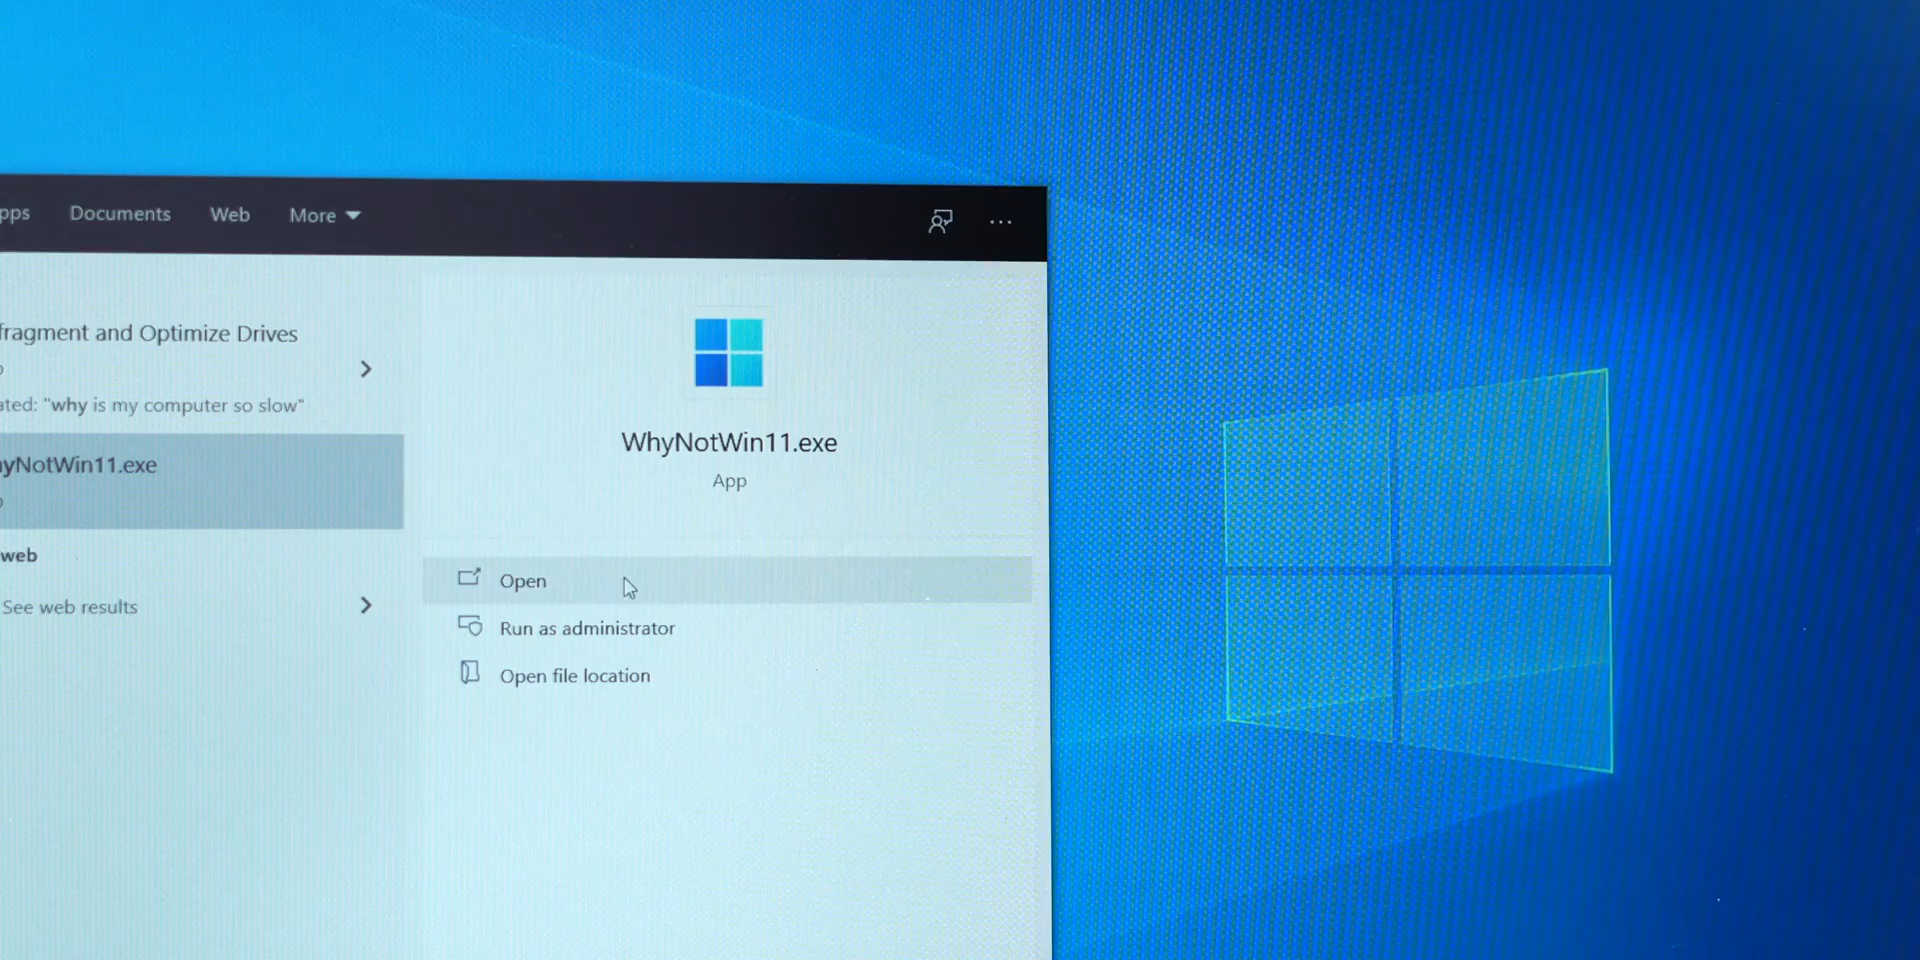 pps Documents Web More
fragment and Optimize Drives
ated: "why is my computer so slow"
yNotWin11.exe
web
See web results
WhyNotWin11.exe
App
Open
Run as administrator
Open file location